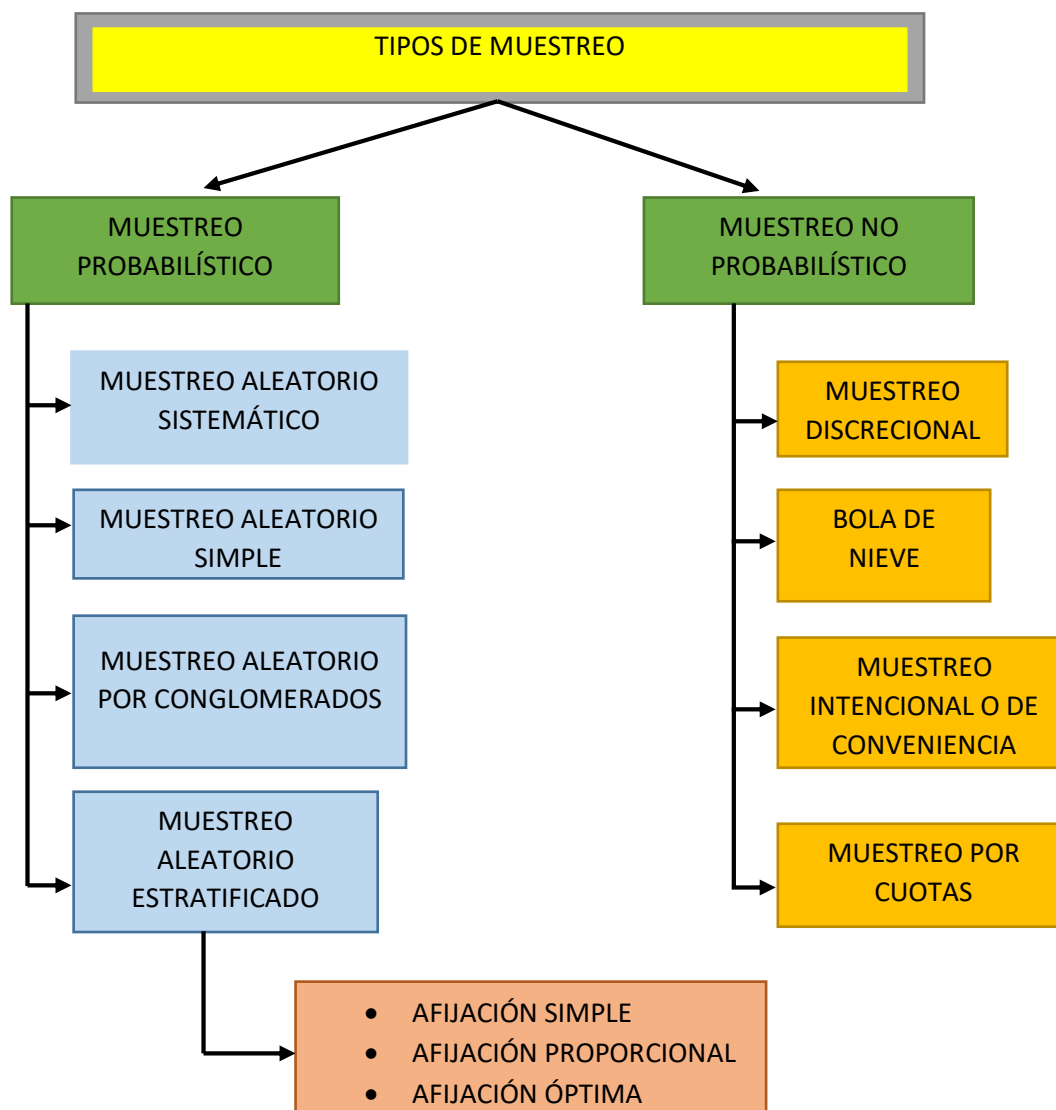 TIPOS DE MUESTREO
MUESTREO
PROBABILÍSTICO
MUESTREO ALEATORIO
SISTEMÁTICO
MUESTREO ALEATORIO
SIMPLE
MUESTREO ALEATORIO
POR CONGLOMERADOS
MUESTREO
ALEATORIO
ESTRATIFICADO
• AFIJACIÓN SIMPLE
• AFIJACIÓN PROPORCIONAL
• AFIJACIÓN ÓPTIMA
MUESTREO NO
PROBABILÍSTICO
MUESTREO
DISCRECIONAL
BOLA DE
NIEVE
MUESTREO
INTENCIONAL O DE
CONVENIENCIA
MUESTREO POR
CUOTAS